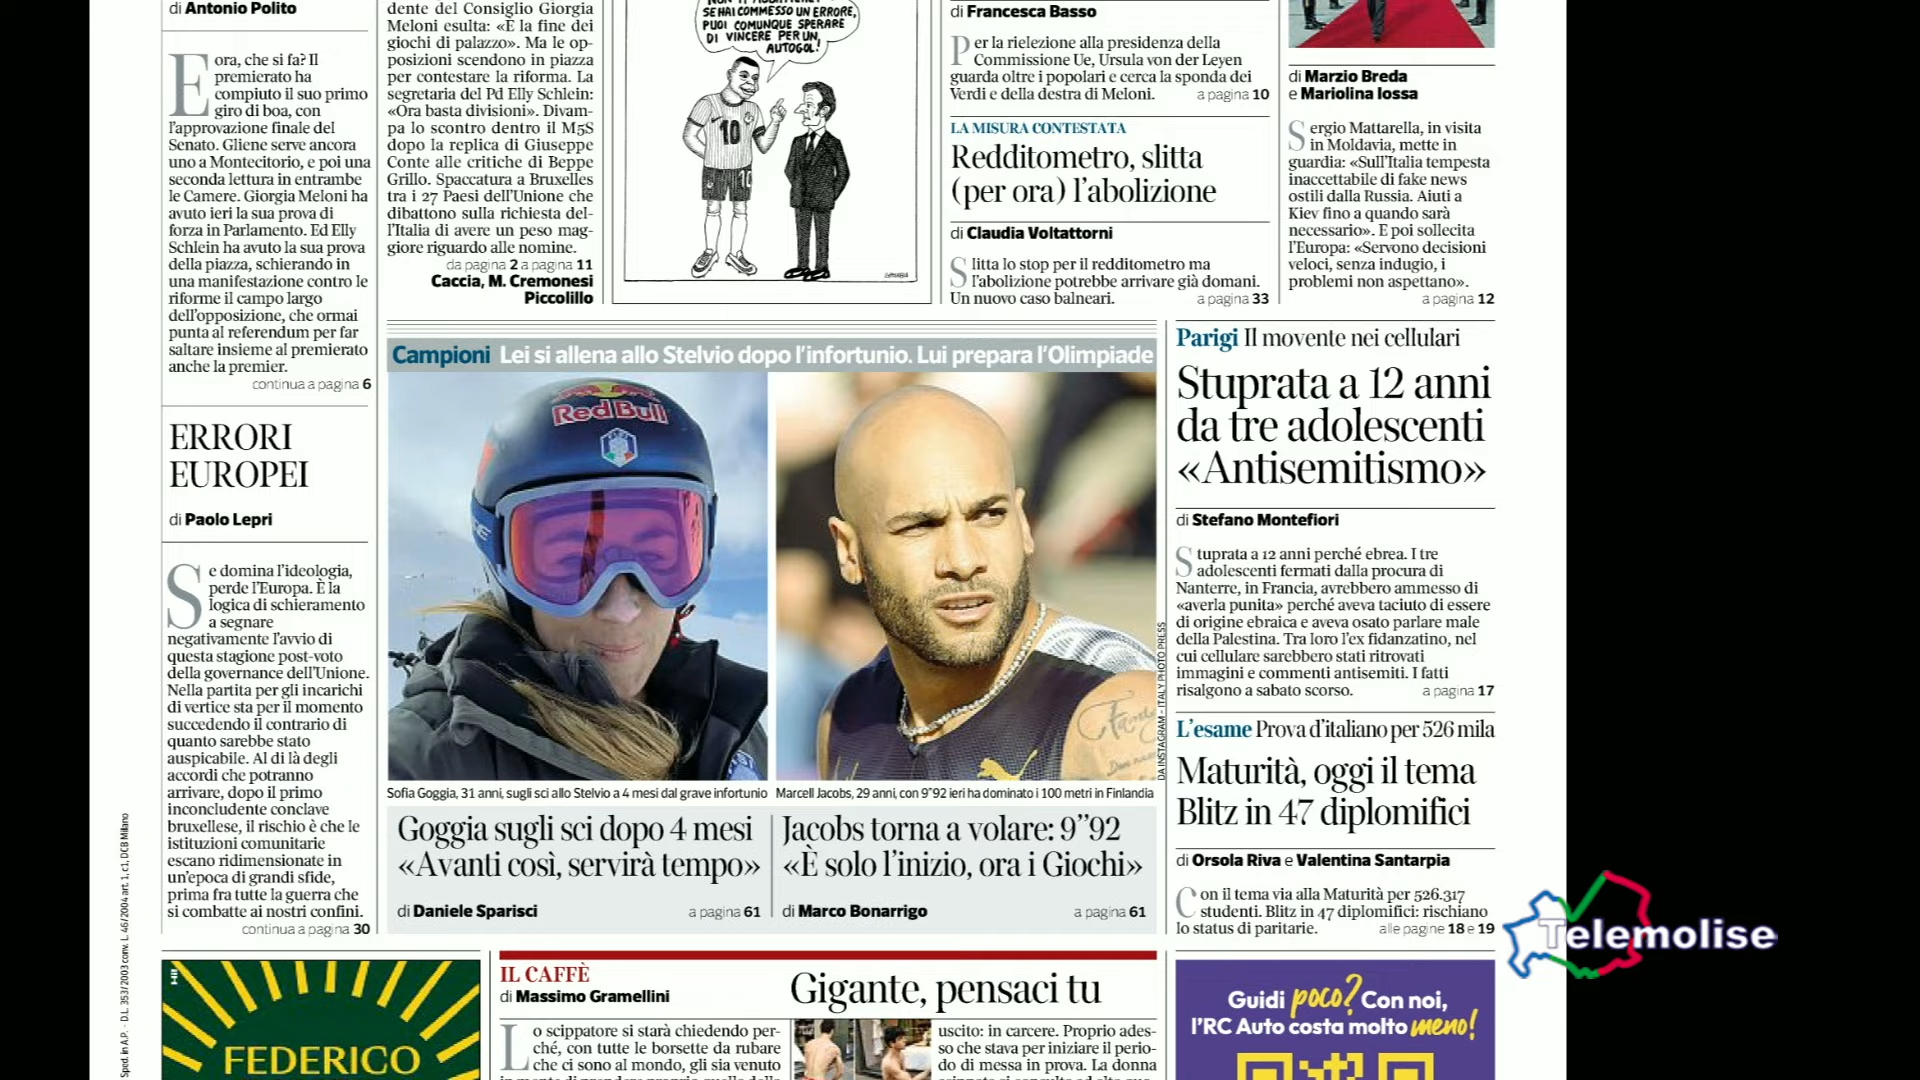 di Antonio Polito
E ora, che si fa? Il
premierato ha
compiuto il suo primo
giro di boa, con
l'approvazione finale del
Senato. Gliene serve ancora
uno a Montecitorio, e poi una
seconda lettura in entrambe
le Camere. Giorgia Meloni ha
avuto ieri la sua prova di
forza in Parlamento. Ed Elly
Schlein ha avuto la sua prova
della piazza, schierando in
una manifestazione contro le
riforme il campo largo
dell'opposizione, che ormai
punta al referendum per far
saltare insieme al premierato
anche la premier.
continua a pagina 6
ERRORI
EUROPEI
di Paolo Lepri
Se domina l'ideologia,
perde l'Europa. È la
logica di schieramento
a segnare
negativamente l'avvio di
questa stagione post-voto
della governance dell'Unione.
Nella partita per gli incarichi
di vertice sta per il momento
succedendo il contrario di
quanto sarebbe stato
auspicabile. Al di là degli
accordi che potranno
arrivare, dopo il primo
inconcludente conclave
bruxellese, il rischio è che le
istituzioni comunitarie
escano ridimensionate in
un'epoca di grandi sfide,
prima fra tutte la guerra che
si combatte ai nostri confini.
continua a pagina 30
dente del Consiglio Giorgia
Meloni esulta: «È la fine dei
giochi di palazzo». Ma le op-
posizioni scendono in piazza
per contestare la riforma. La
segretaria del Pd Elly Schlein:
«Ora basta divisioni». Divam-
pa lo scontro dentro il M5S
dopo la replica di Giuseppe
Conte alle critiche di Beppe
Grillo. Spaccatura a Bruxelles
tra i 27 Paesi dell'Unione che
dibattono sulla richiesta del-
l'Italia di avere un peso mag-
giore riguardo alle nomine.
da pagina 2 a pagina 11
Caccia, M. Cremonesi
Piccolillo
SE HAI COMMESSO UN ERRORE,
PUOI COMUNQUE SPERARE
DI VINCERE PER UN
AUTOGOL!
10
10
di Francesca Basso
Per la rielezione alla presidenza della
Commissione Ue, Ursula von der Leyen
guarda oltre i popolari e cerca la sponda dei
Verdi e della destra di Meloni. a pagina 10
LA MISURA CONTESTATA
Redditometro, slitta
(per ora) l'abolizione
di Claudia Voltattorni
Slitta lo stop per il redditometro ma
l'abolizione potrebbe arrivare già domani.
Un nuovo caso balneari. a pagina 33
di Marzio Breda
e Mariolina Iossa
Sergio Mattarella, in visita
in Moldavia, mette in
guardia: «Sull'Italia tempesta
inaccettabile di fake news
ostili dalla Russia. Aiuti a
Kiev fino a quando sarà
necessario». E poi sollecita
l'Europa: «Servono decisioni
veloci, senza indugio, i
problemi non aspettano».
a pagina 12
Campioni Lei si allena allo Stelvio dopo l'infortunio. Lui prepara l'Olimpiade
Red Bull
DA INSTAGRAM - ITALY PHOTO PRESS
Sofia Goggia, 31 anni, sugli sci allo Stelvio a 4 mesi dal grave infortunio
Marcell Jacobs, 29 anni, con 9"92 ieri ha dominato i 100 metri in Finlandia
Goggia sugli sci dopo 4 mesi
«Avanti così, servirà tempo»
di Daniele Sparisci a pagina 61
Jacobs torna a volare: 9"92
«È solo l'inizio, ora i Giochi»
di Marco Bonarrigo a pagina 61
Parigi Il movente nei cellulari
Stuprata a 12 anni
da tre adolescenti
«Antisemitismo»
di Stefano Montefiori
Stuprata a 12 anni perché ebrea. I tre
adolescenti fermati dalla procura di
Nanterre, in Francia, avrebbero ammesso di
«averla punita» perché aveva taciuto di essere
di origine ebraica e aveva osato parlare male
della Palestina. Tra loro l'ex fidanzatino, nel
cui cellulare sarebbero stati ritrovati
immagini e commenti antisemiti. I fatti
risalgono a sabato scorso. a pagina 17
L'esame Prova d'italiano per 526 mila
Maturità, oggi il tema
Blitz in 47 diplomifici
di Orsola Riva e Valentina Santarpia
Con il tema via alla Maturità per 526.317
studenti. Blitz in 47 diplomifici: rischiano
lo status di paritarie. alle pagine 18 e 19
Telemolise
Sped. in A.P. - D.L. 353/2003 conv. L. 46/2004 art. 1, c1, DCB Milano
FEDERICO
IL CAFFÈ
di Massimo Gramellini
Gigante, pensaci tu
Lo scippatore si starà chiedendo per-
ché, con tutte le borsette da rubare
che ci sono al mondo, gli sia venuto
uscito: in carcere. Proprio ades-
so che stava per iniziare il perio-
do di messa in prova. La donna
Guidi poco? Con noi,
l'RC Auto costa molto meno!